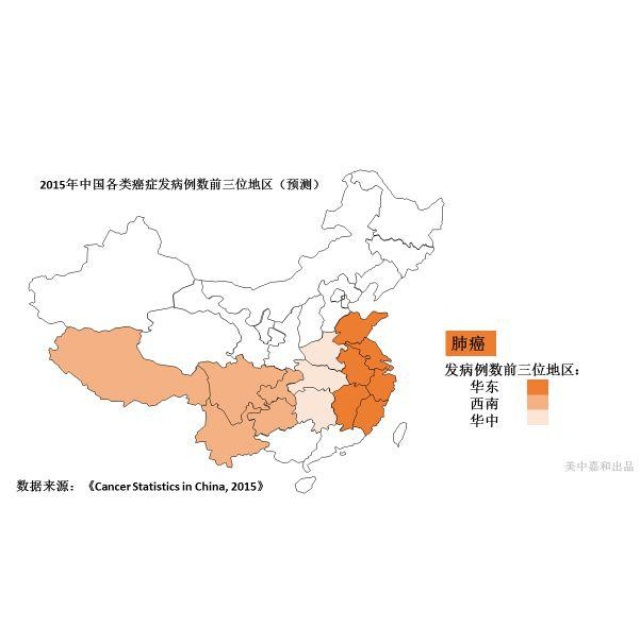 2015年中国各类癌症发病例数前三位地区（预测）
肺癌
发病例数前三位地区：
华东
西南
华中
美中嘉和出品
数据来源：《Cancer Statistics in China, 2015》